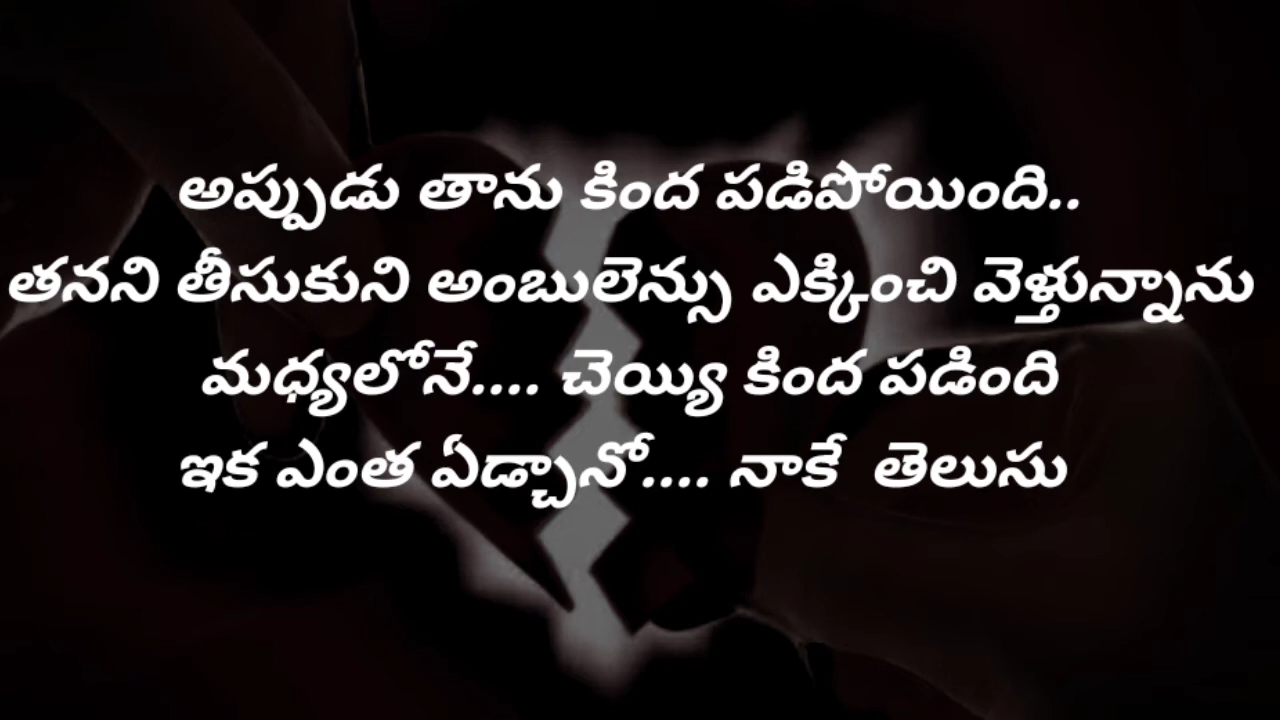 అప్పుడు తాను కింద పడిపోయింది..
తనని తీసుకుని అంబులెన్సు ఎక్కించి వెళ్తున్నాను
మధ్యలోనే.... చెయ్యి కింద పడింది
ఇక ఎంత ఏడ్చానో.... నాకే తెలుసు